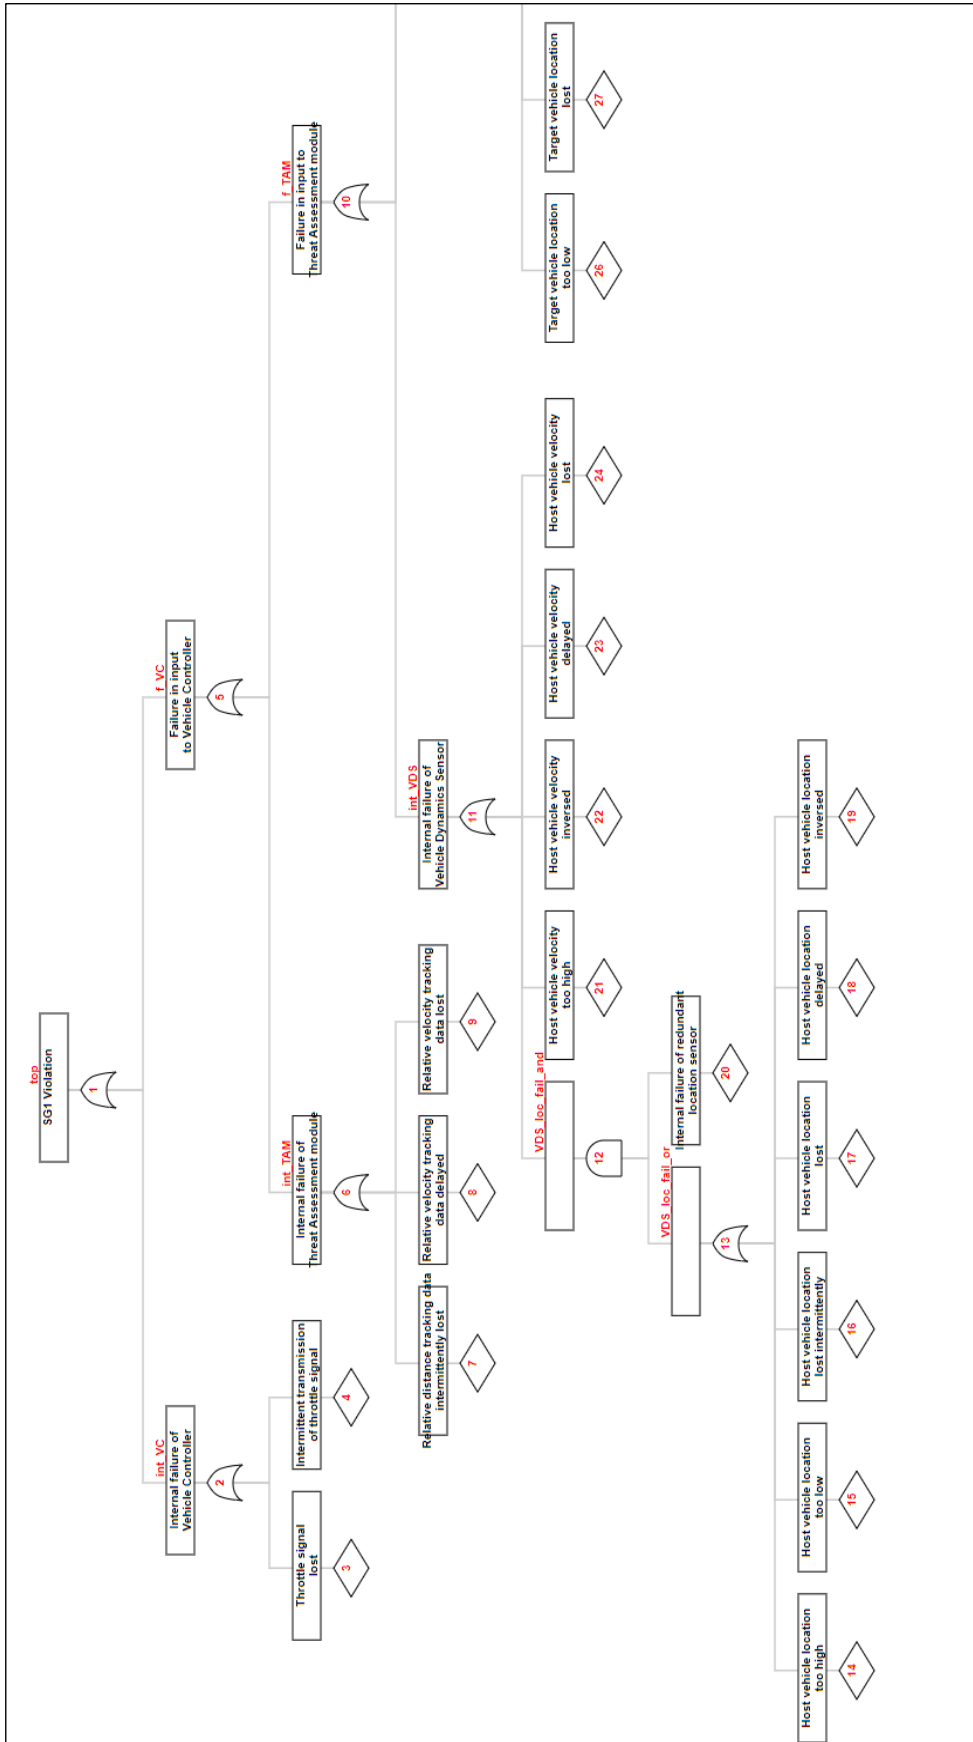 top
SG1 Violation
1
int_VC
Internal failure of
Vehicle Controller
2
f_VC
Failure in input
to Vehicle Controller
5
Throttle signal
lost
3
Intermittent transmission
of throttle signal
4
int_TAM
Internal failure of
Threat Assessment module
6
f_TAM
Failure in input to
Threat Assessment module
10
Relative distance tracking data
intermittently lost
7
Relative velocity tracking
data delayed
8
Relative velocity tracking
data lost
9
int_VDS
Internal failure of
Vehicle Dynamics Sensor
11
VDS_loc_fail_and
12
Host vehicle velocity
too high
21
Host vehicle velocity
inversed
22
Host vehicle velocity
delayed
23
Host vehicle velocity
lost
24
Target vehicle location
too low
26
Target vehicle location
lost
27
VDS_loc_fail_or
13
Internal failure of redundant
location sensor
20
Host vehicle location
too high
14
Host vehicle location
too low
15
Host vehicle location
lost intermittently
16
Host vehicle location
lost
17
Host vehicle location
delayed
18
Host vehicle location
inversed
19